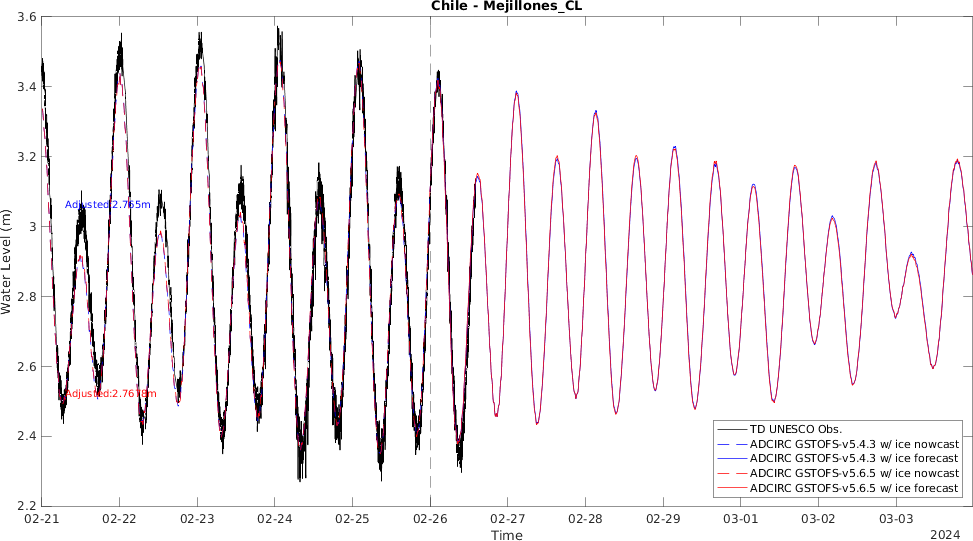 Chile - Mejillones_CL
3.6
3.4
3.2
3
2.8
2.6
2.4
2.2
Water Level (m)
Adjusted:2.765m
Adjusted:2.7678m
TD UNESCO Obs.
ADCIRC GSTOFS-v5.4.3 w/ ice nowcast
ADCIRC GSTOFS-v5.4.3 w/ ice forecast
ADCIRC GSTOFS-v5.6.5 w/ ice nowcast
ADCIRC GSTOFS-v5.6.5 w/ ice forecast
02-21 02-22 02-23 02-24 02-25 02-26 02-27 02-28 02-29 03-01 03-02 03-03
Time
2024